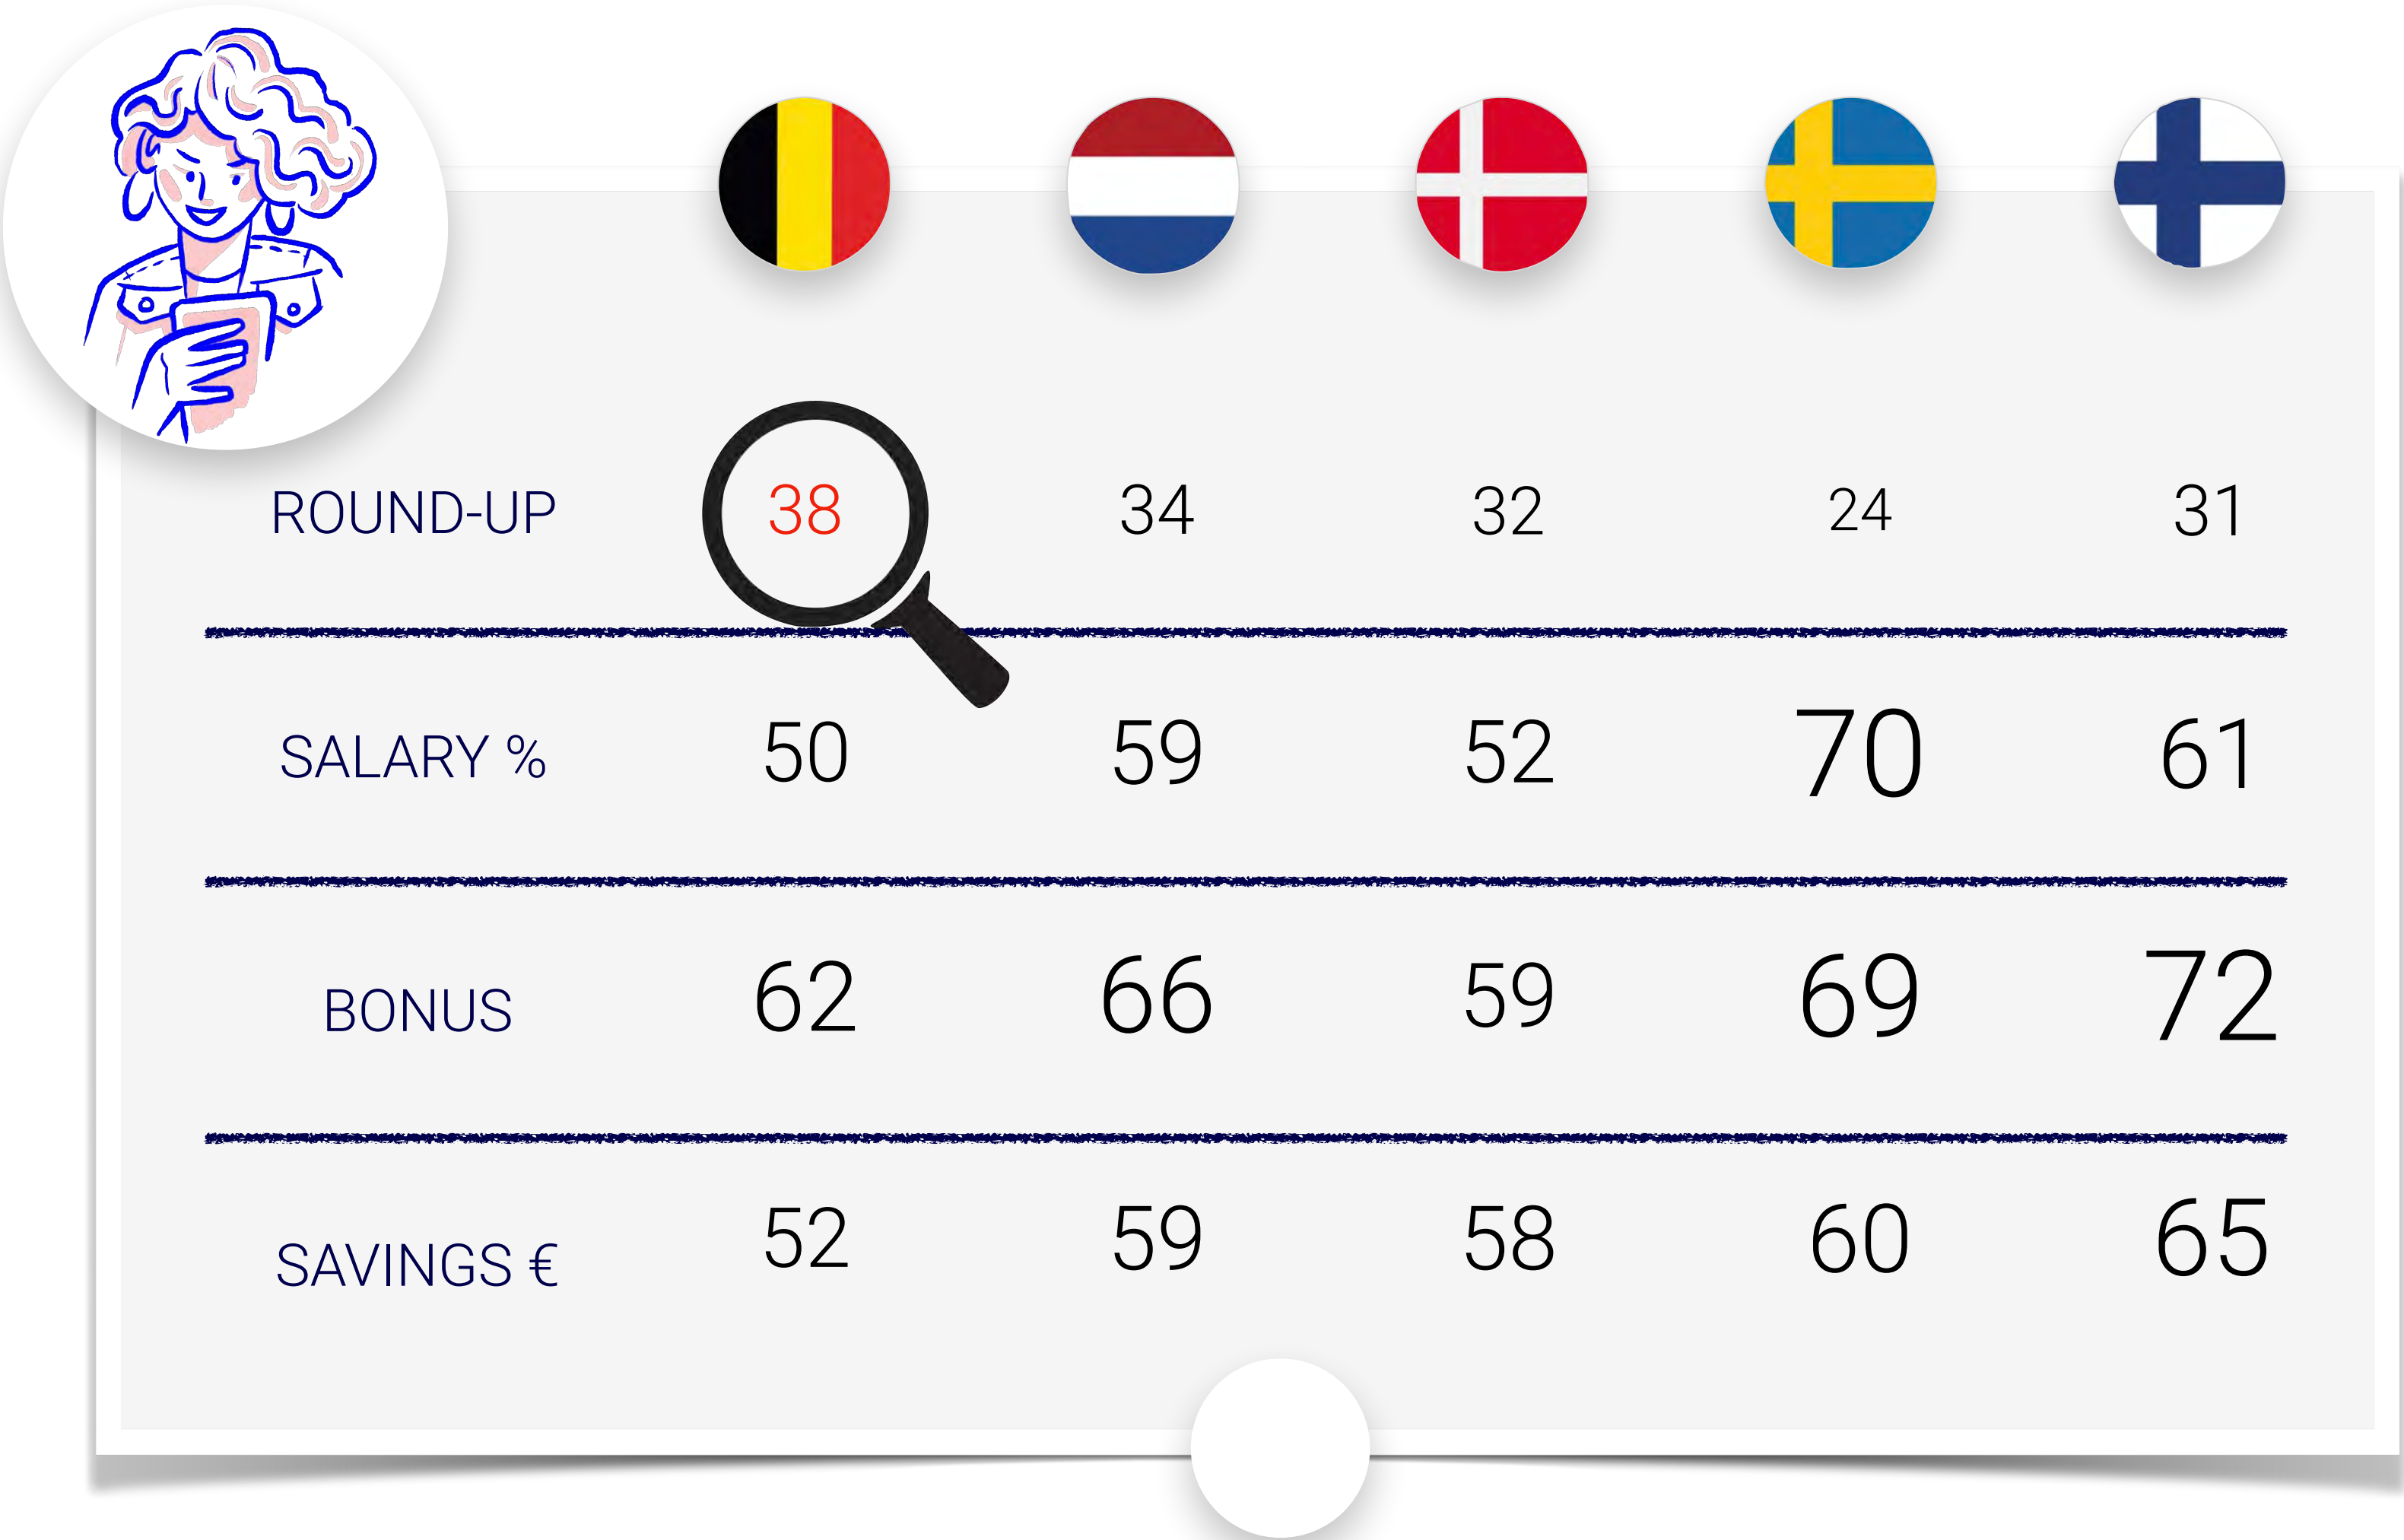 ROUND-UP 38 34 32 24 31
SALARY % 50 59 52 70 61
BONUS 62 66 59 69 72
SAVINGS € 52 59 58 60 65